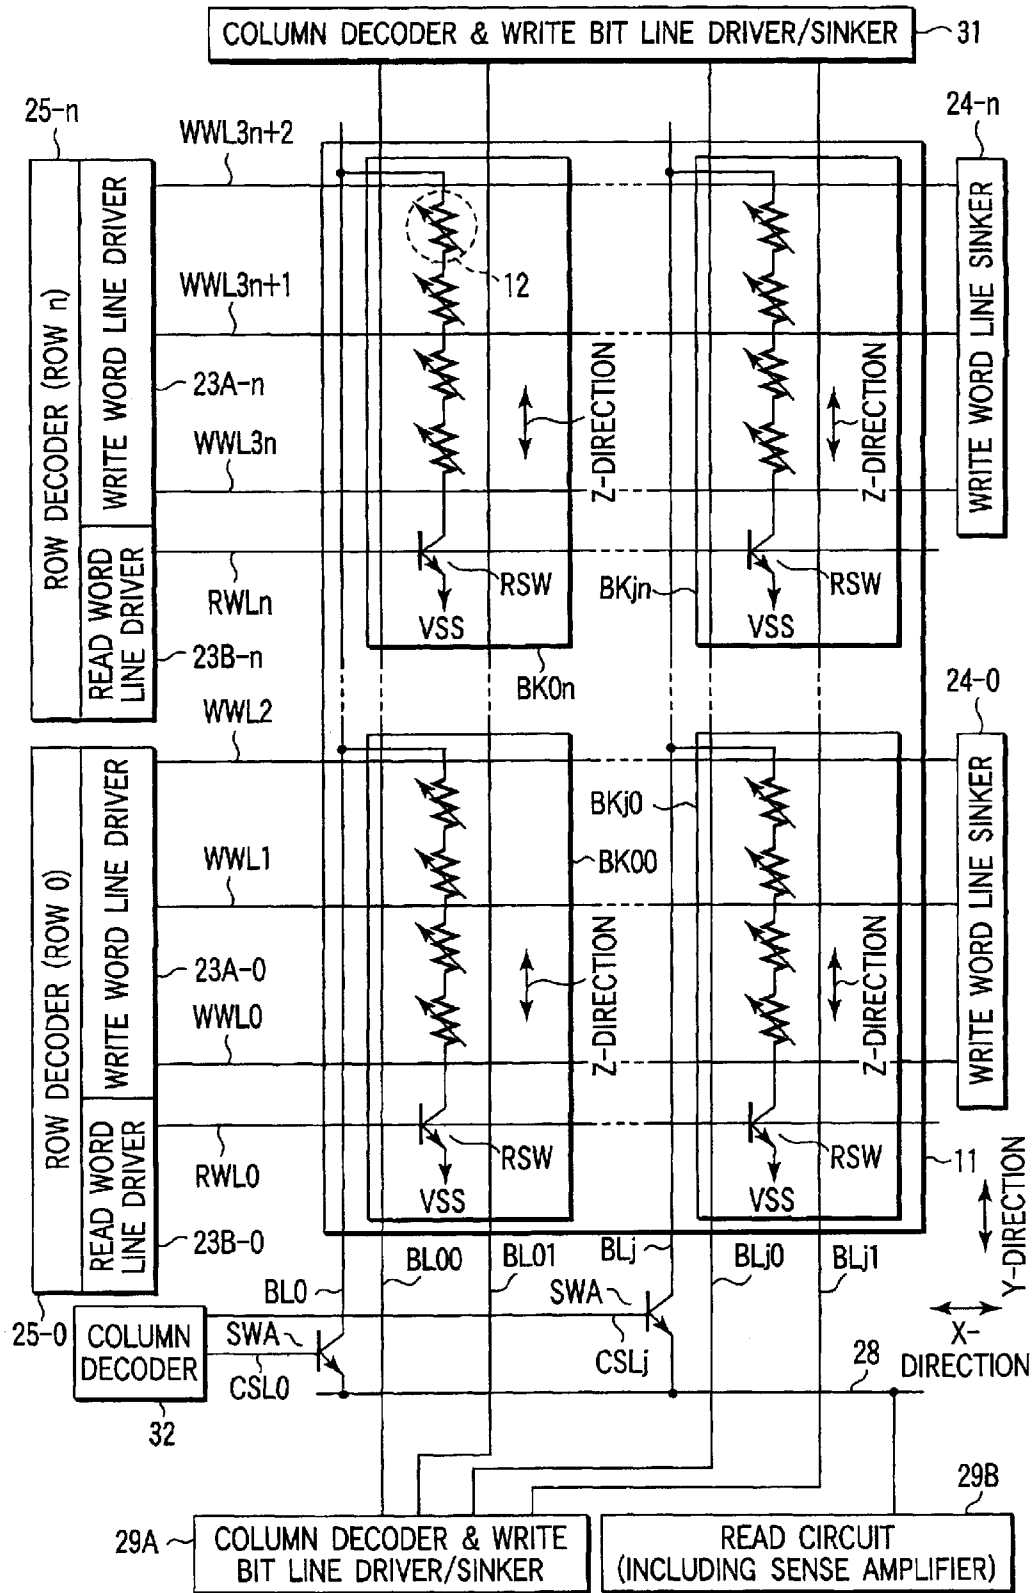 COLUMN DECODER & WRITE BIT LINE DRIVER/SINKER
31
25-n
WWL3n+2
24-n
ROW DECODER (ROW n)
WRITE WORD LINE DRIVER
READ WORD
LINE DRIVER
WRITE WORD LINE SINKER
12
WWL3n+1
23A-n
Z-DIRECTION
Z-DIRECTION
WWL3n
RWLn
RSW
VSS
BKjn
RSW
VSS
23B-n
BK0n
24-0
WWL2
ROW DECODER (ROW 0)
WRITE WORD LINE DRIVER
READ WORD
LINE DRIVER
WRITE WORD LINE SINKER
BKj0
WWL1
BK00
23A-0
Z-DIRECTION
Z-DIRECTION
WWL0
RWL0
RSW
VSS
RSW
VSS
11
Y-DIRECTION
23B-0
BL0
BL00
BL01
BLj
BLj0
BLj1
25-0
COLUMN
DECODER
SWA
CSL0
SWA
CSLj
X-
DIRECTION
28
32
29A
COLUMN DECODER & WRITE
BIT LINE DRIVER/SINKER
29B
READ CIRCUIT
(INCLUDING SENSE AMPLIFIER)